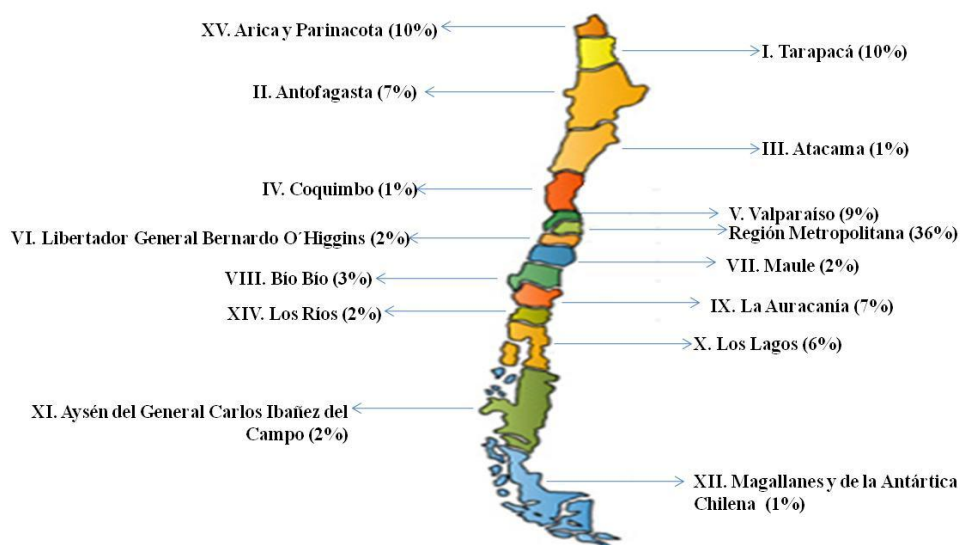 XV. Arica y Parinacota (10%)
I. Tarapacá (10%)
II. Antofagasta (7%)
III. Atacama (1%)
IV. Coquimbo (1%)
V. Valparaíso (9%)
Región Metropolitana (36%)
VI. Libertador General Bernardo O´Higgins (2%)
VII. Maule (2%)
VIII. Bío Bío (3%)
IX. La Auracanía (7%)
XIV. Los Ríos (2%)
X. Los Lagos (6%)
XI. Aysén del General Carlos Ibañez del
Campo (2%)
XII. Magallanes y de la Antártica
Chilena (1%)